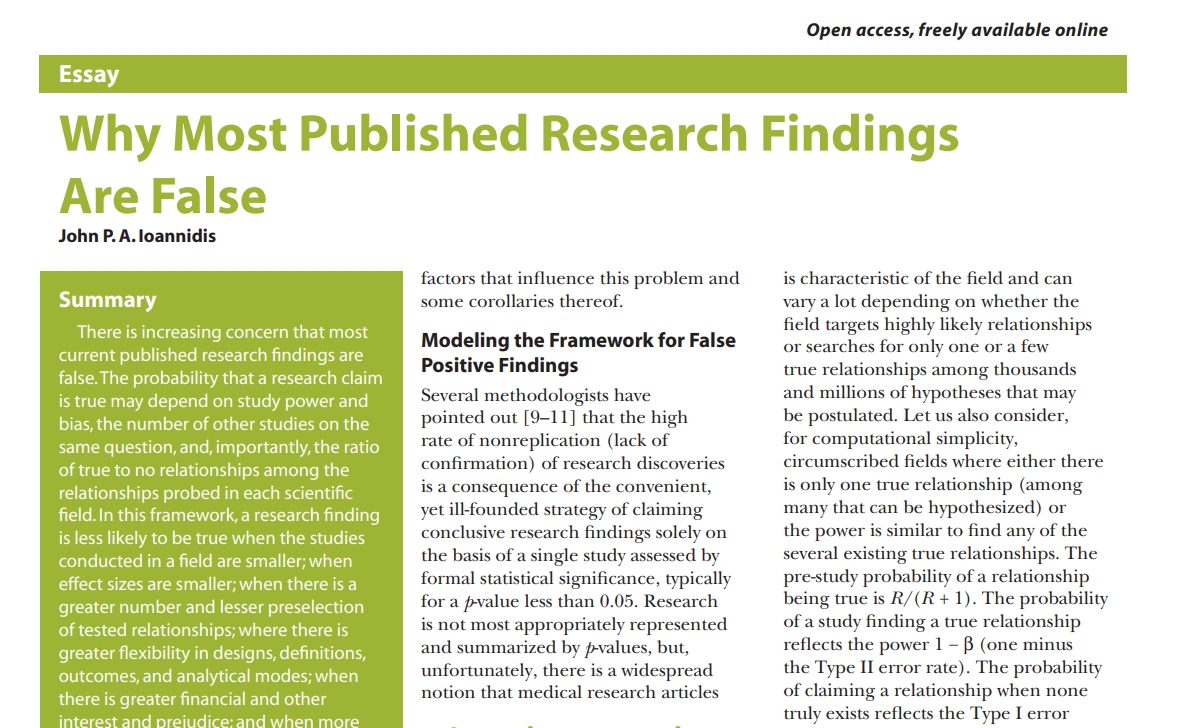 Open access, freely available online
Essay
Why Most Published Research Findings
Are False
John P. A. Ioannidis
Summary
There is increasing concern that most
current published research findings are
false. The probability that a research claim
is true may depend on study power and
bias, the number of other studies on the
same question, and, importantly, the ratio
of true to no relationships among the
relationships probed in each scientific
field. In this framework, a research finding
is less likely to be true when the studies
conducted in a field are smaller; when
effect sizes are smaller; when there is a
greater number and lesser preselection
of tested relationships; where there is
greater flexibility in designs, definitions,
outcomes, and analytical modes; when
there is greater financial and other
interest and prejudice; and when more
factors that influence this problem and
some corollaries thereof.
Modeling the Framework for False
Positive Findings
Several methodologists have
pointed out [9–11] that the high
rate of nonreplication (lack of
confirmation) of research discoveries
is a consequence of the convenient,
yet ill-founded strategy of claiming
conclusive research findings solely on
the basis of a single study assessed by
formal statistical significance, typically
for a p-value less than 0.05. Research
is not most appropriately represented
and summarized by p-values, but,
unfortunately, there is a widespread
notion that medical research articles
is characteristic of the field and can
vary a lot depending on whether the
field targets highly likely relationships
or searches for only one or a few
true relationships among thousands
and millions of hypotheses that may
be postulated. Let us also consider,
for computational simplicity,
circumscribed fields where either there
is only one true relationship (among
many that can be hypothesized) or
the power is similar to find any of the
several existing true relationships. The
pre-study probability of a relationship
being true is R/(R + 1). The probability
of a study finding a true relationship
reflects the power 1 – β (one minus
the Type II error rate). The probability
of claiming a relationship when none
truly exists reflects the Type I error